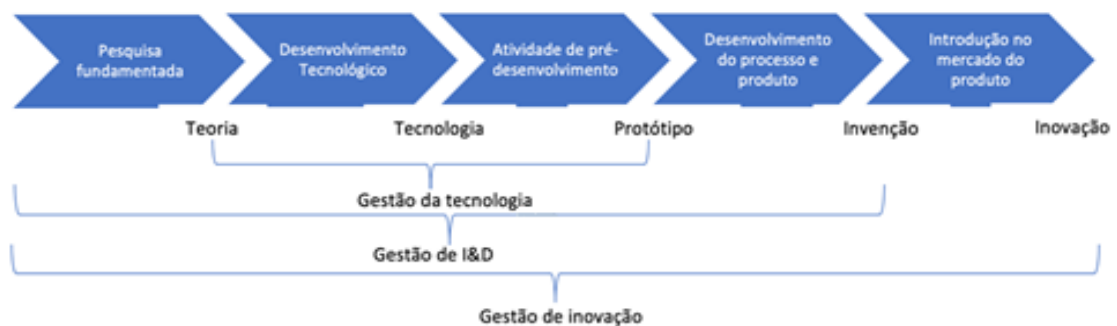 Pesquisa
fundamentada
Desenvolvimento
Tecnológico
Atividade de pré-
desenvolvimento
Desenvolvimento
do processo e
produto
Introdução no
mercado do
produto
Teoria
Tecnologia
Protótipo
Invenção
Inovação
Gestão da tecnologia
Gestão de I&D
Gestão de inovação